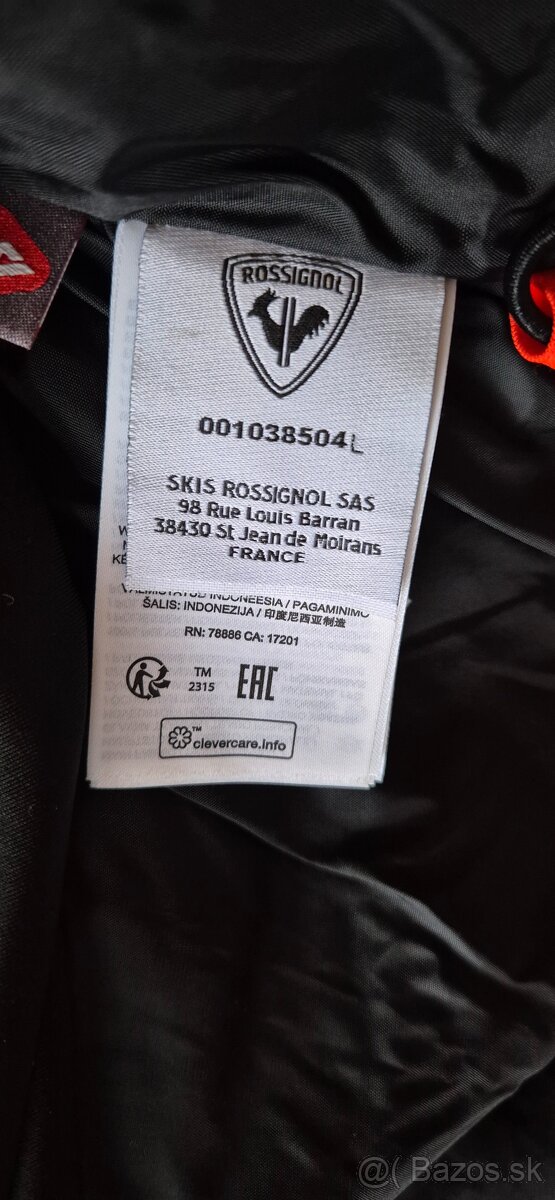 ROSSIGNOL
001038504L
SKIS ROSSIGNOL SAS
98 Rue Louis Barran
38430 St Jean de Moirans
FRANCE
INDONEESIA / PAGAMINIMO
ŠALIS: INDONEZIJA / 印度尼西亚制造
RN: 78886 CA: 17201
TM
2315
EAC
TM
clevercare.info
@( Bazos.sk